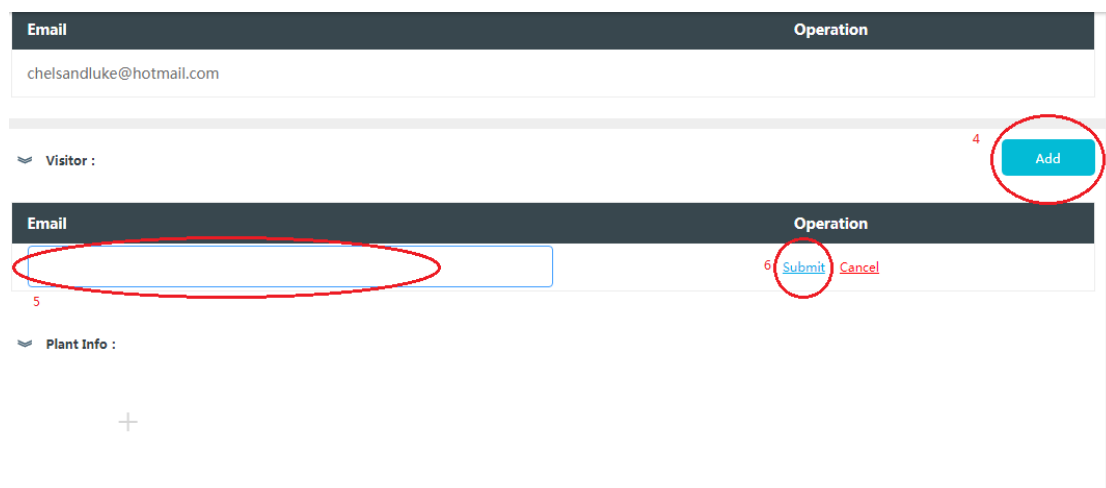 Email Operation
chelsandluke@hotmail.com
4
Visitor : Add
Email Operation
6 Submit Cancel
5
Plant Info :